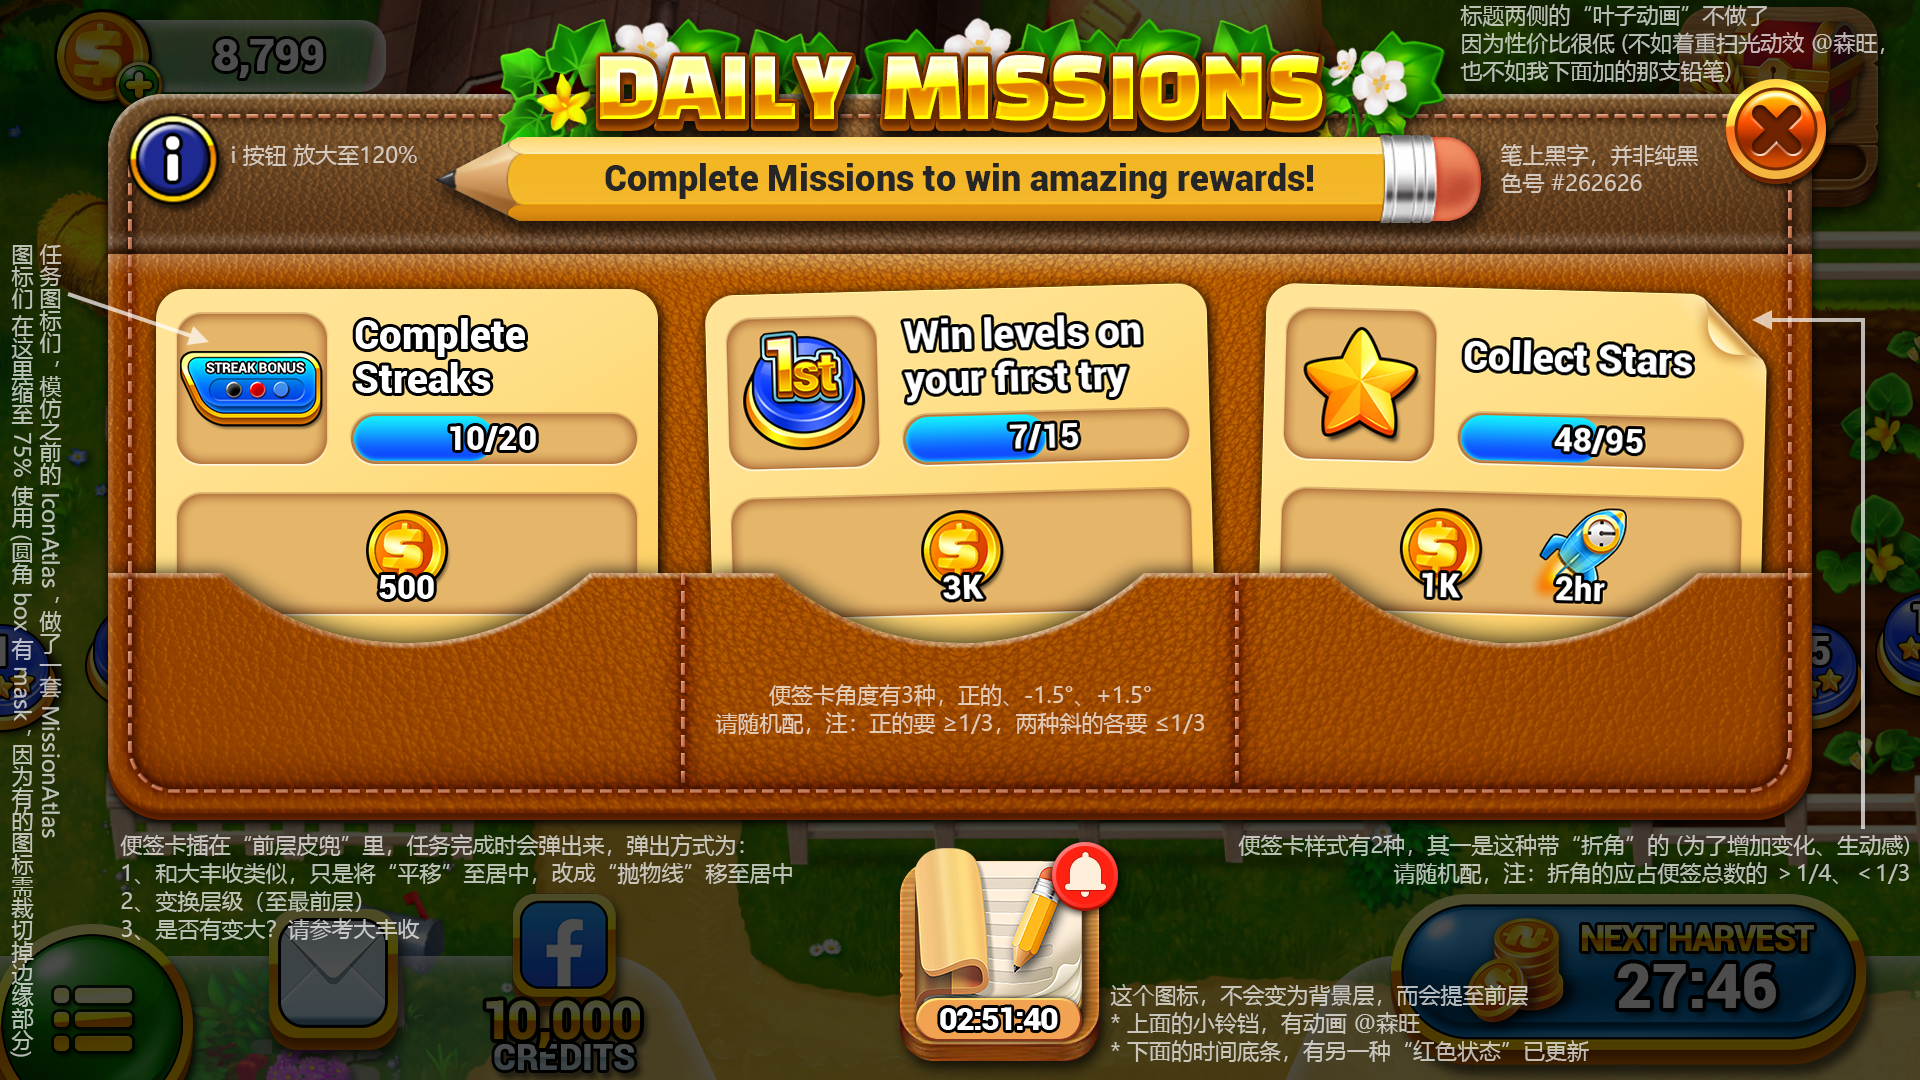 标题两侧的“叶子动画”不做了
因为性价比很低 (不如着重扫光动效 @森旺,
也不如我下面加的那支铅笔)
8,799
DAILY MISSIONS
i 按钮 放大至120%
Complete Missions to win amazing rewards!
笔上黑字，并非纯黑
色号 #262626
任务图标们，模仿之前的 IconAtlas，做了一套 MissionAtlas
图标们 在这里缩至 75% 使用 (圆角 box 有 mask，因为有的图标需裁切掉边缘部分)
STREAK BONUS
Complete
Streaks
10/20
500
1st
Win levels on
your first try
7/15
3K
Collect Stars
48/95
1K
2hr
5
便签卡角度有3种，正的、-1.5°、+1.5°
请随机配，注：正的要 ≥1/3，两种斜的各要 ≤1/3
便签卡插在“前层皮兜”里，任务完成时会弹出来，弹出方式为：
1、和大丰收类似，只是将“平移”至居中，改成“抛物线”移至居中
2、变换层级（至最前层）
3、是否有变大？请参考大丰收
便签卡样式有2种，其一是这种带“折角”的 (为了增加变化、生动感)
请随机配，注：折角的应占便签总数的 ＞1/4、＜1/3
10,000
CREDITS
02:51:40
NEXT HARVEST
27:46
这个图标，不会变为背景层，而会提至前层
* 上面的小铃铛，有动画 @森旺
* 下面的时间底条，有另一种“红色状态”已更新